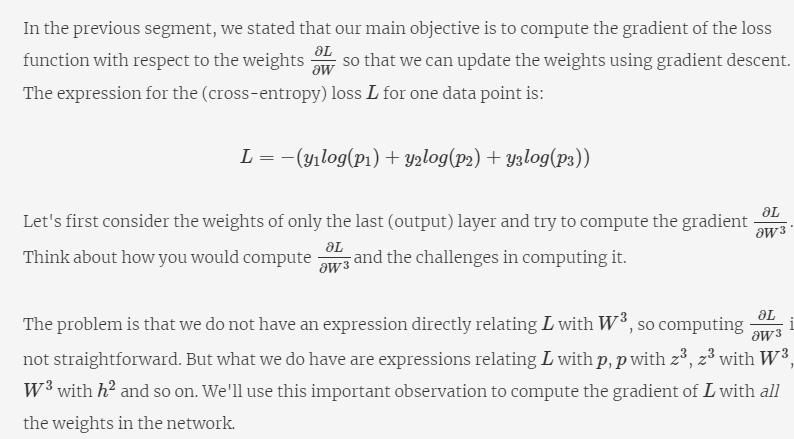 In the previous segment, we stated that our main objective is to compute the gradient of the loss
function with respect to the weights ∂L/∂W so that we can update the weights using gradient descent.
The expression for the (cross-entropy) loss L for one data point is:
L = −(y₁log(p₁) + y₂log(p₂) + y₃log(p₃))
Let's first consider the weights of only the last (output) layer and try to compute the gradient ∂L/∂W³.
Think about how you would compute ∂L/∂W³ and the challenges in computing it.
The problem is that we do not have an expression directly relating L with W³, so computing ∂L/∂W³ i
not straightforward. But what we do have are expressions relating L with p, p with z³, z³ with W³,
W³ with h² and so on. We'll use this important observation to compute the gradient of L with all
the weights in the network.